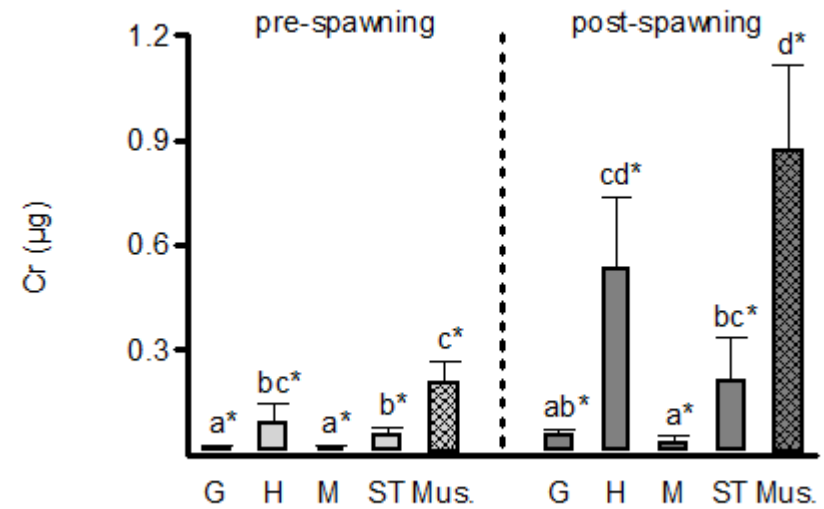 pre-spawning post-spawning
1.2
d*
0.9
cd*
0.6
Cr (µg)
bc*
0.3
c*
bc*
b*
a*
a*
ab*
a*
G H M ST Mus. G H M ST Mus.